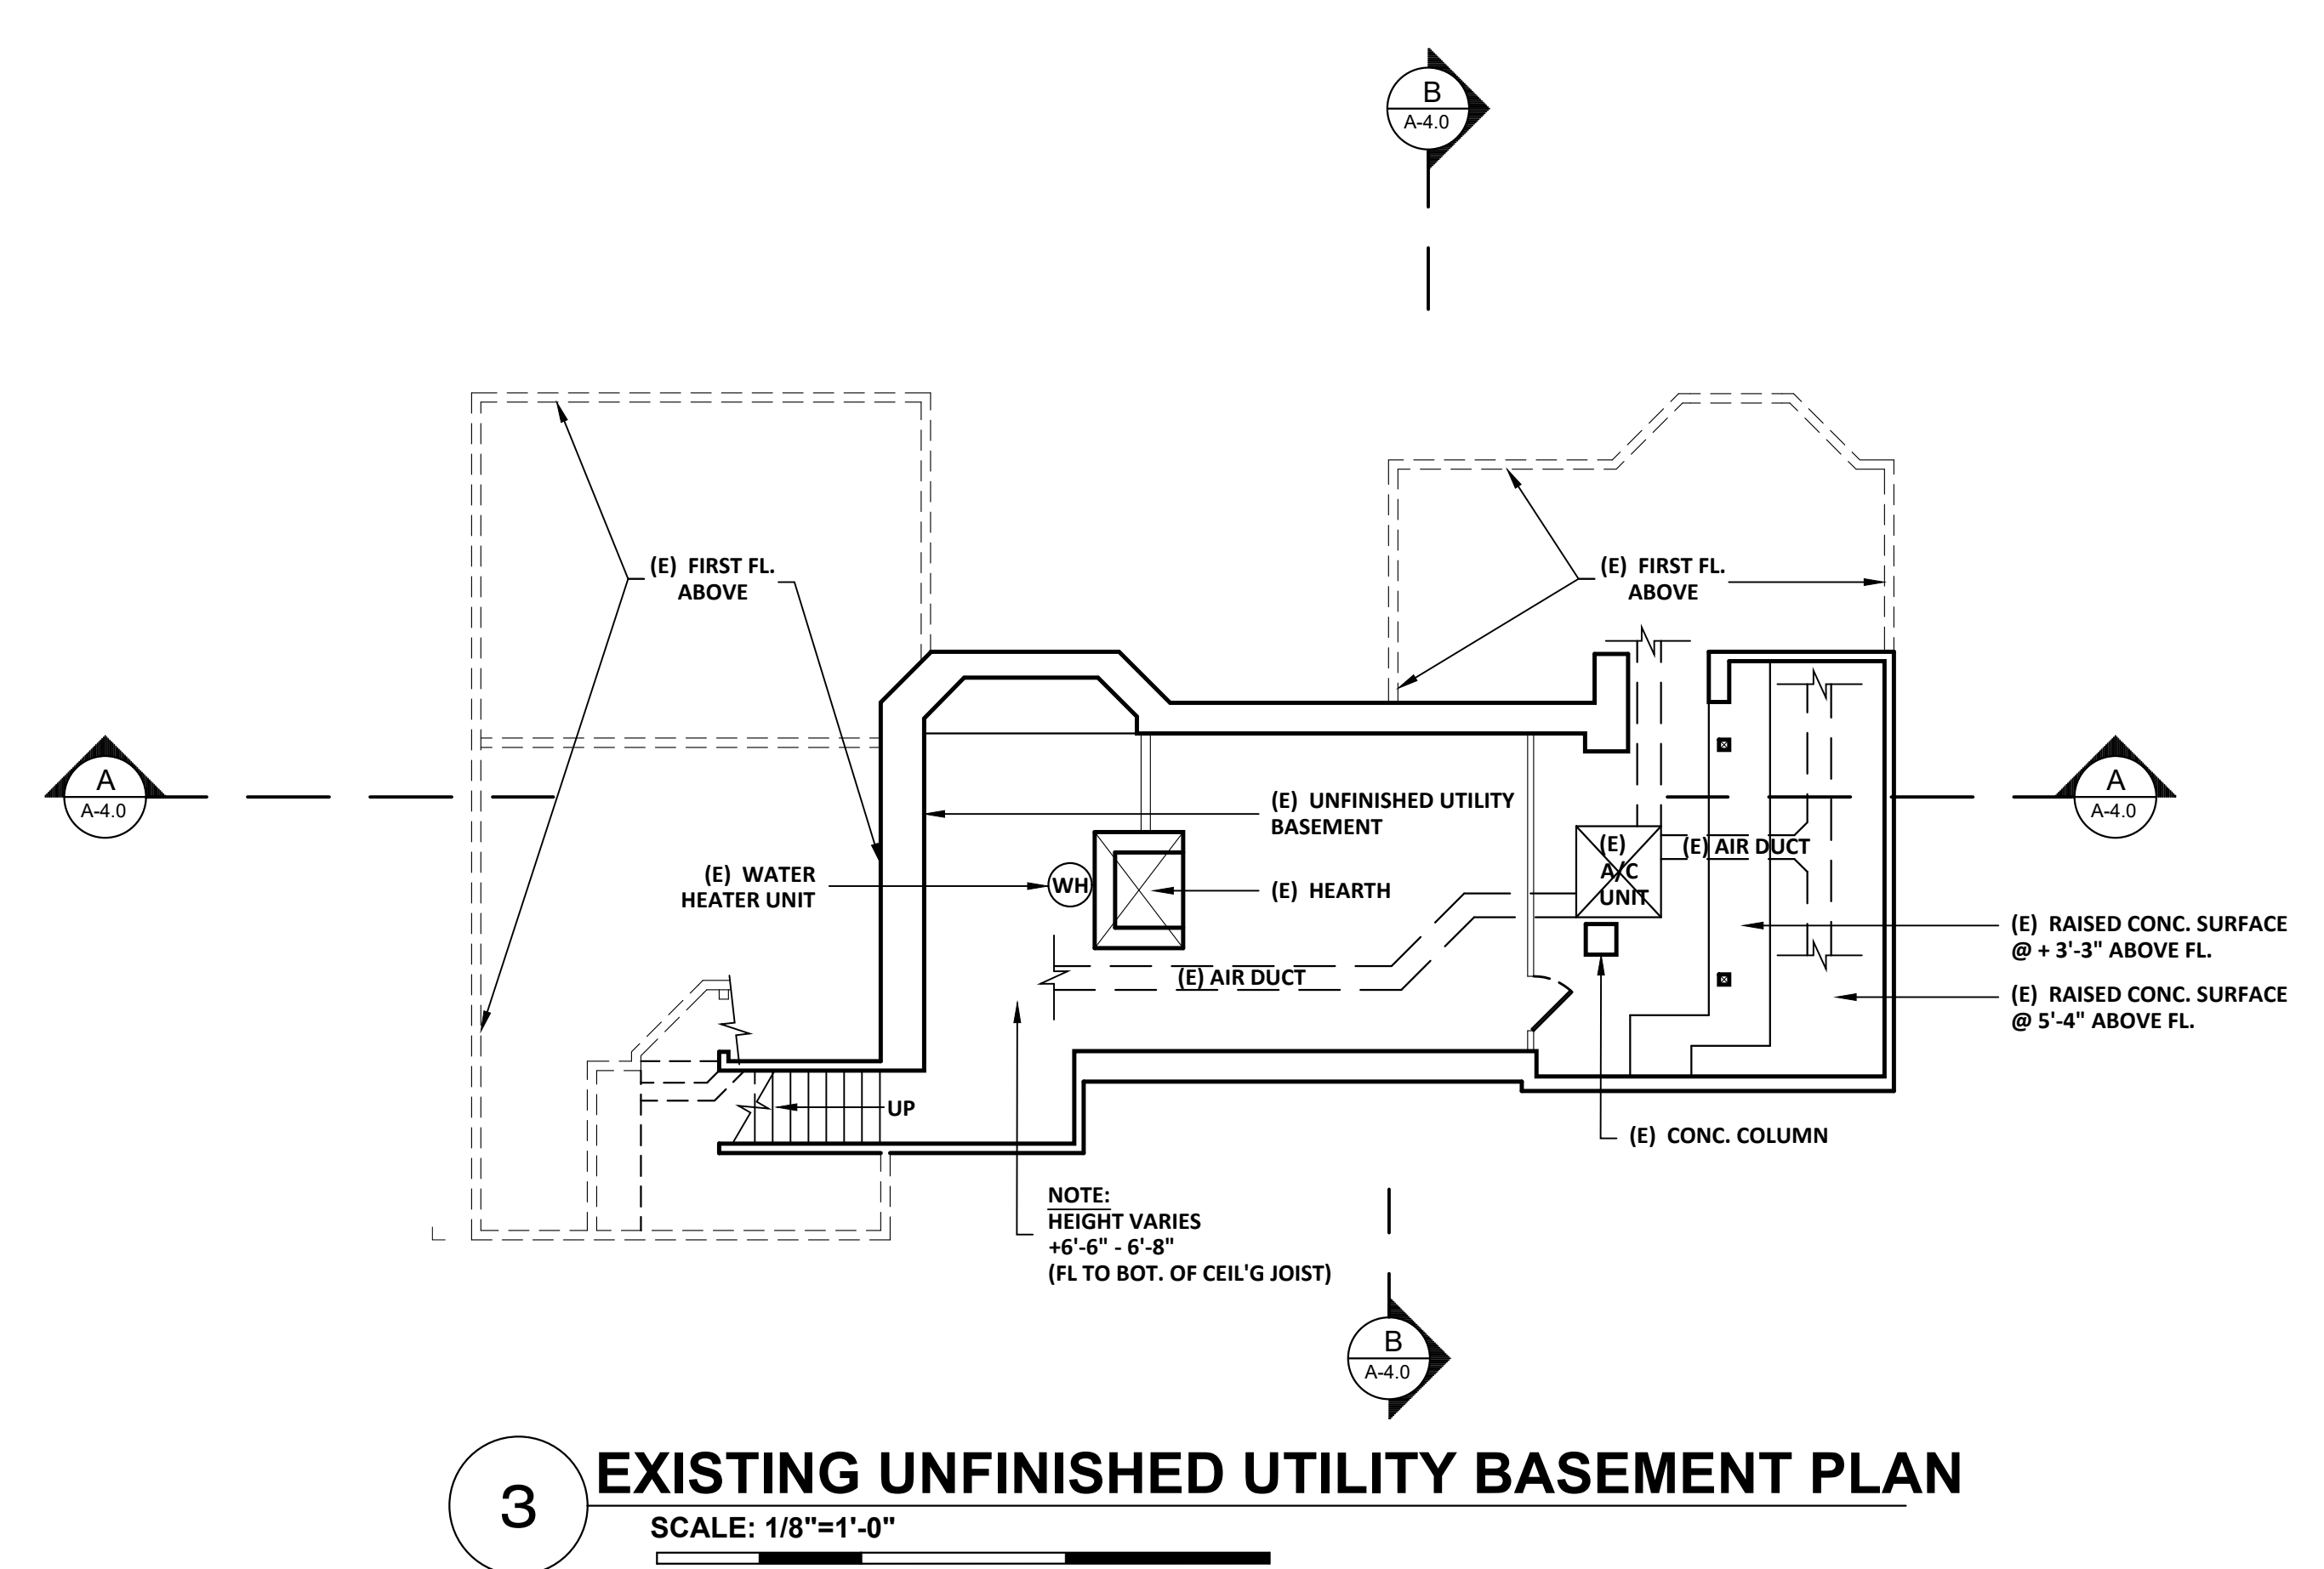 B
A-4.0
(E) FIRST FL.
ABOVE
(E) FIRST FL.
ABOVE
A
A-4.0
A
A-4.0
(E) UNFINISHED UTILITY
BASEMENT
(E) WATER
HEATER UNIT
WH
(E) HEARTH
(E)
A/C
UNIT
(E) AIR DUCT
(E) AIR DUCT
(E) RAISED CONC. SURFACE
@ + 3'-3" ABOVE FL.
(E) RAISED CONC. SURFACE
@ 5'-4" ABOVE FL.
UP
(E) CONC. COLUMN
NOTE:
HEIGHT VARIES
+6'-6" - 6'-8"
(FL TO BOT. OF CEIL'G JOIST)
B
A-4.0
3
EXISTING UNFINISHED UTILITY BASEMENT PLAN
SCALE: 1/8"=1'-0"